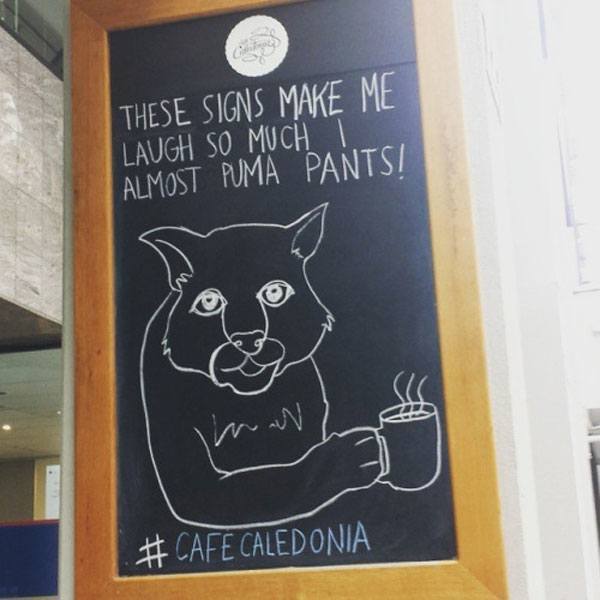 THESE SIGNS MAKE ME
LAUGH SO MUCH I
ALMOST PUMA PANTS!
# CAFE CALEDONIA